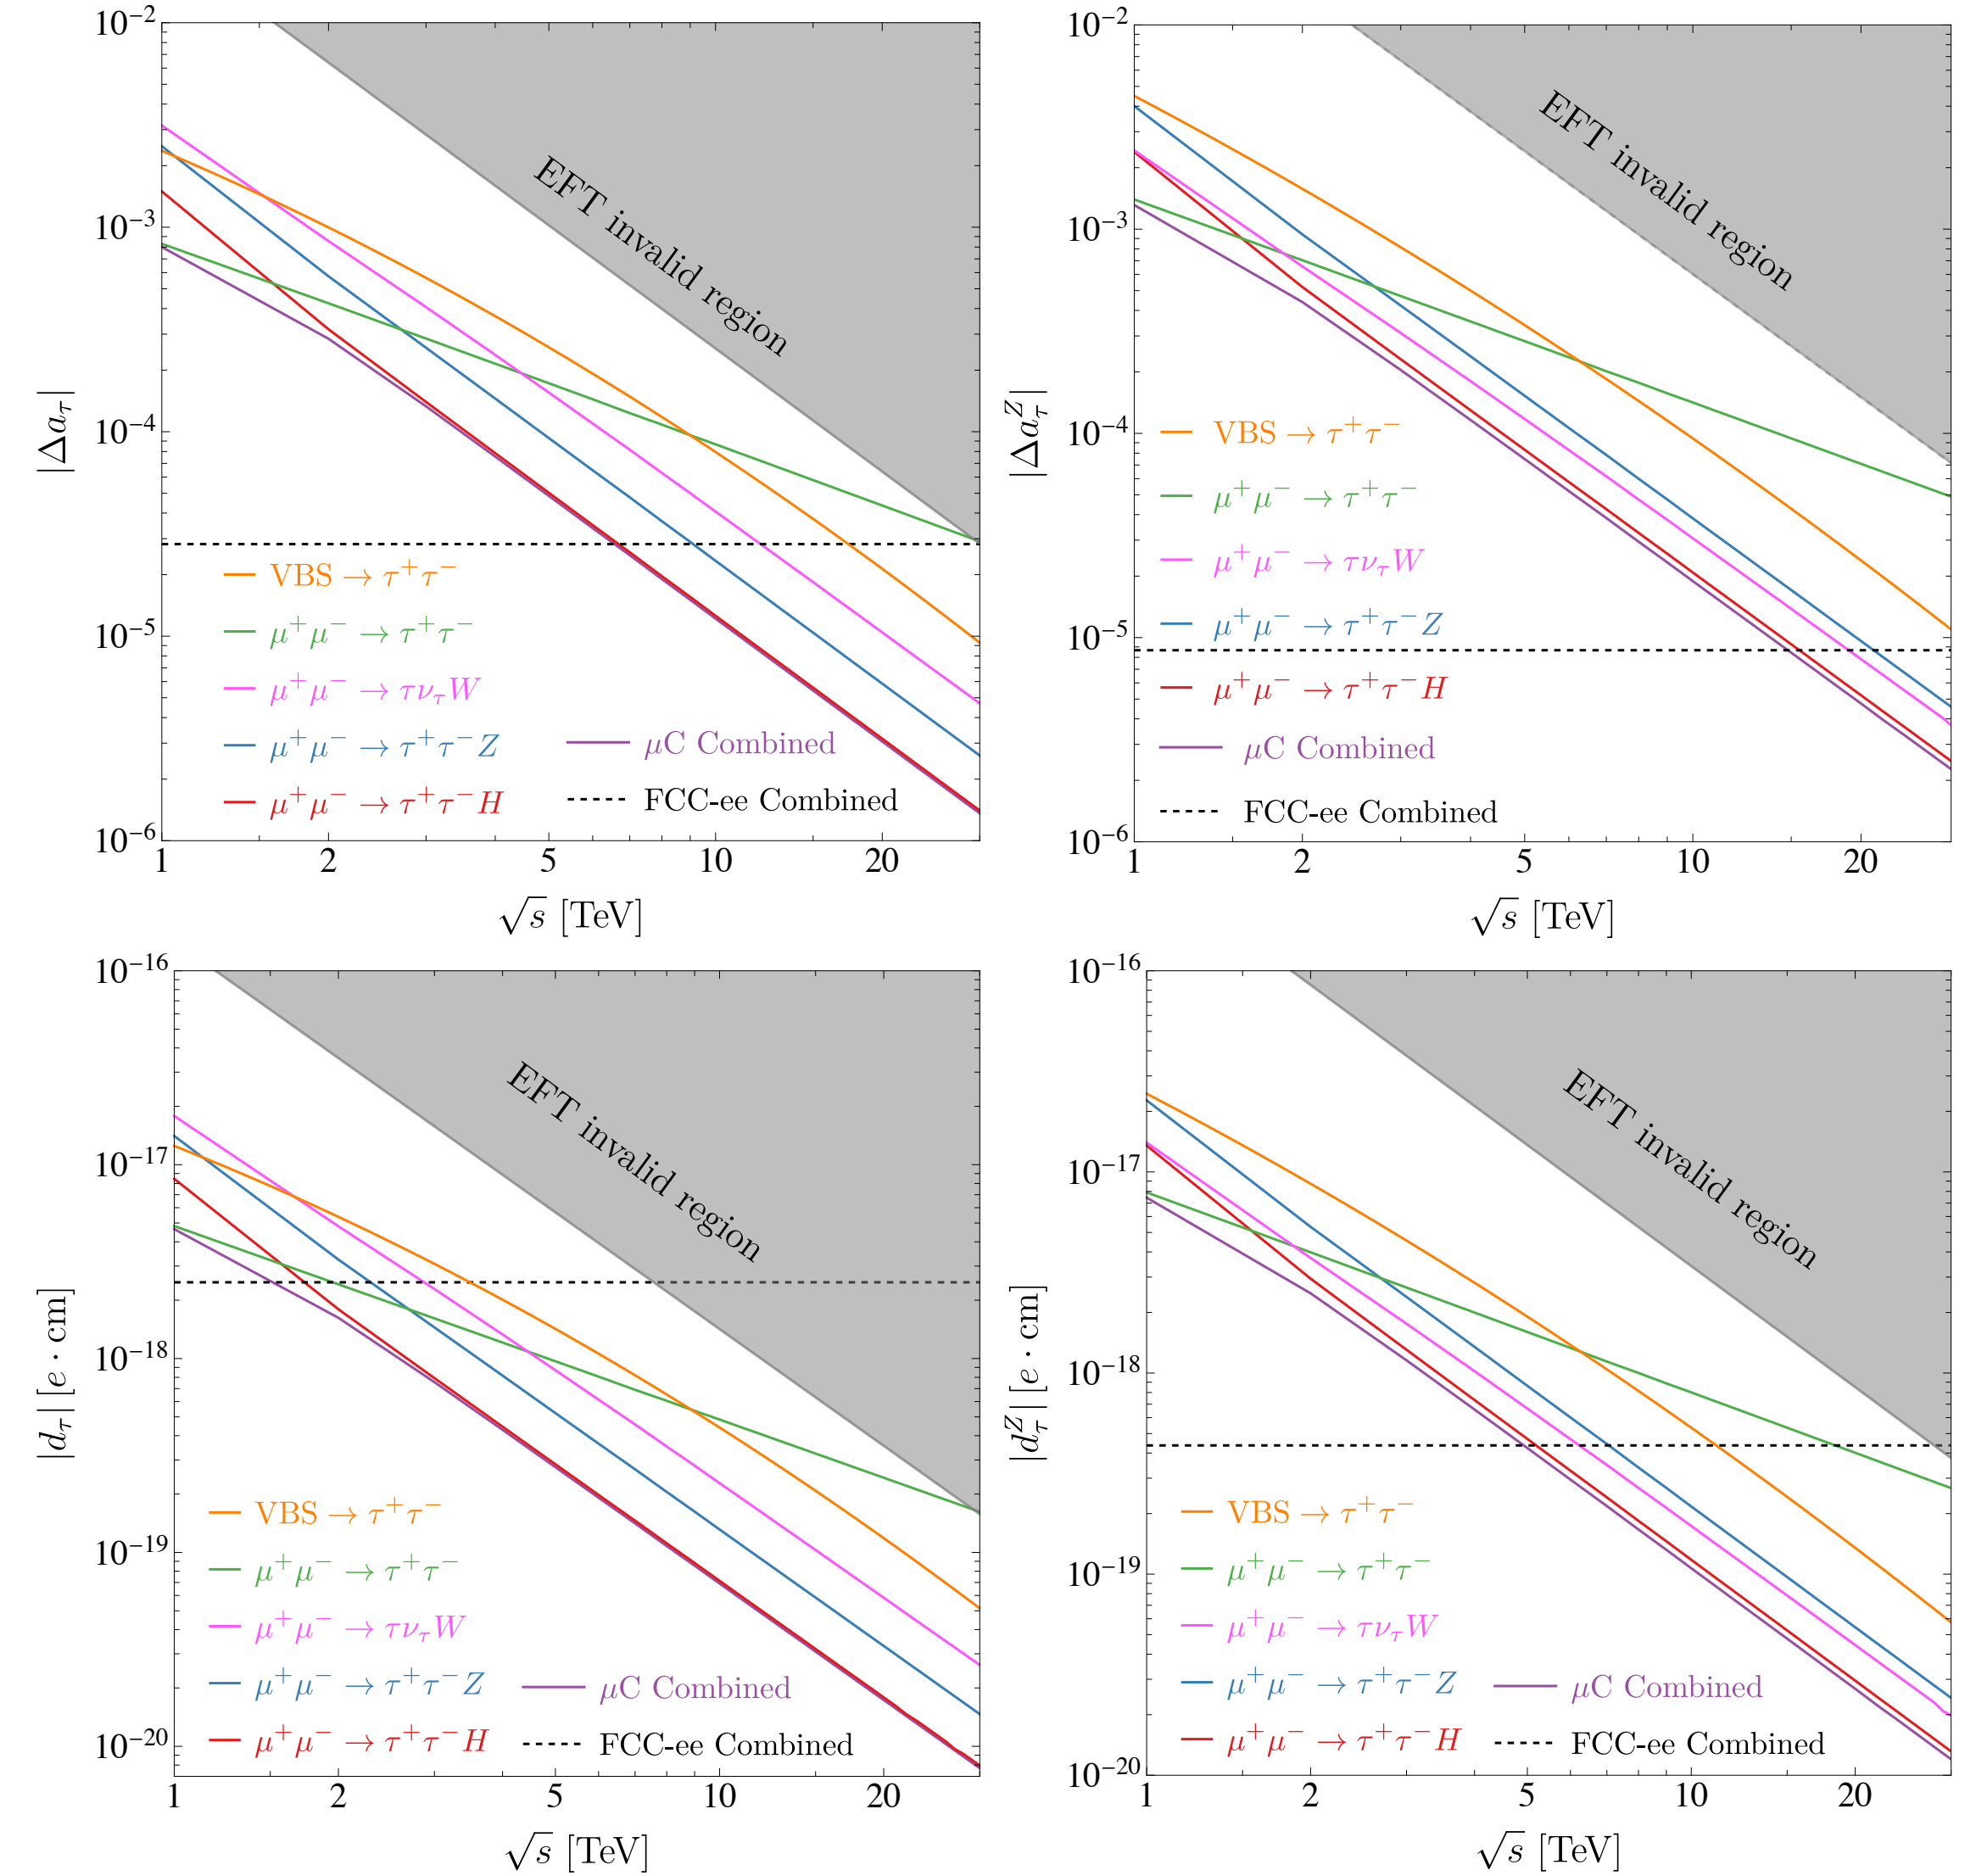 10⁻²
10⁻³
10⁻⁴
10⁻⁵
10⁻⁶
|Δa_τ|
EFT invalid region
VBS → τ⁺τ⁻
μ⁺μ⁻ → τ⁺τ⁻
μ⁺μ⁻ → τν_τW
μ⁺μ⁻ → τ⁺τ⁻Z
μ⁺μ⁻ → τ⁺τ⁻H
μC Combined
FCC-ee Combined
1 2 5 10 20
√s [TeV]
10⁻²
10⁻³
10⁻⁴
10⁻⁵
10⁻⁶
|Δa_τ^Z|
EFT invalid region
VBS → τ⁺τ⁻
μ⁺μ⁻ → τ⁺τ⁻
μ⁺μ⁻ → τν_τW
μ⁺μ⁻ → τ⁺τ⁻Z
μ⁺μ⁻ → τ⁺τ⁻H
μC Combined
FCC-ee Combined
1 2 5 10 20
√s [TeV]
10⁻¹⁶
10⁻¹⁷
10⁻¹⁸
10⁻¹⁹
10⁻²⁰
|d_τ| [e · cm]
EFT invalid region
VBS → τ⁺τ⁻
μ⁺μ⁻ → τ⁺τ⁻
μ⁺μ⁻ → τν_τW
μ⁺μ⁻ → τ⁺τ⁻Z
μ⁺μ⁻ → τ⁺τ⁻H
μC Combined
FCC-ee Combined
1 2 5 10 20
√s [TeV]
10⁻¹⁶
10⁻¹⁷
10⁻¹⁸
10⁻¹⁹
10⁻²⁰
|d_τ^Z| [e · cm]
EFT invalid region
VBS → τ⁺τ⁻
μ⁺μ⁻ → τ⁺τ⁻
μ⁺μ⁻ → τν_τW
μ⁺μ⁻ → τ⁺τ⁻Z
μ⁺μ⁻ → τ⁺τ⁻H
μC Combined
FCC-ee Combined
1 2 5 10 20
√s [TeV]